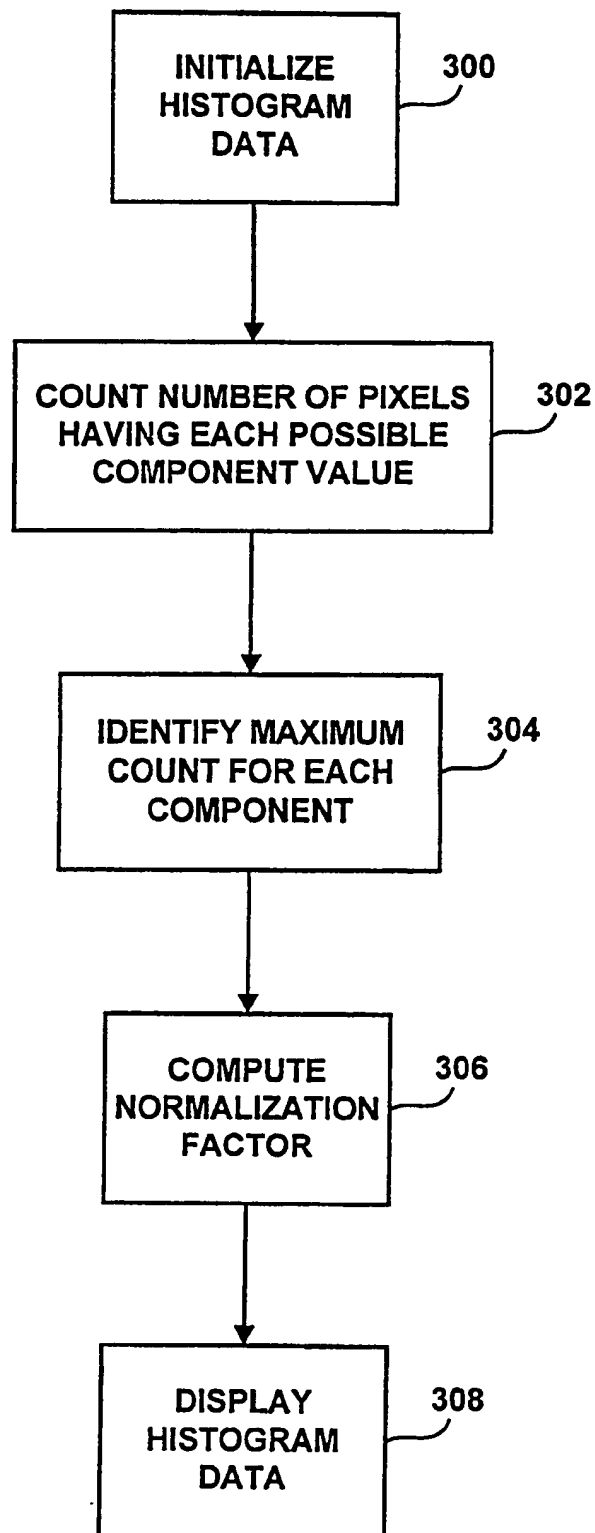 INITIALIZE
HISTOGRAM
DATA
300
COUNT NUMBER OF PIXELS
HAVING EACH POSSIBLE
COMPONENT VALUE
302
IDENTIFY MAXIMUM
COUNT FOR EACH
COMPONENT
304
COMPUTE
NORMALIZATION
FACTOR
306
DISPLAY
HISTOGRAM
DATA
308